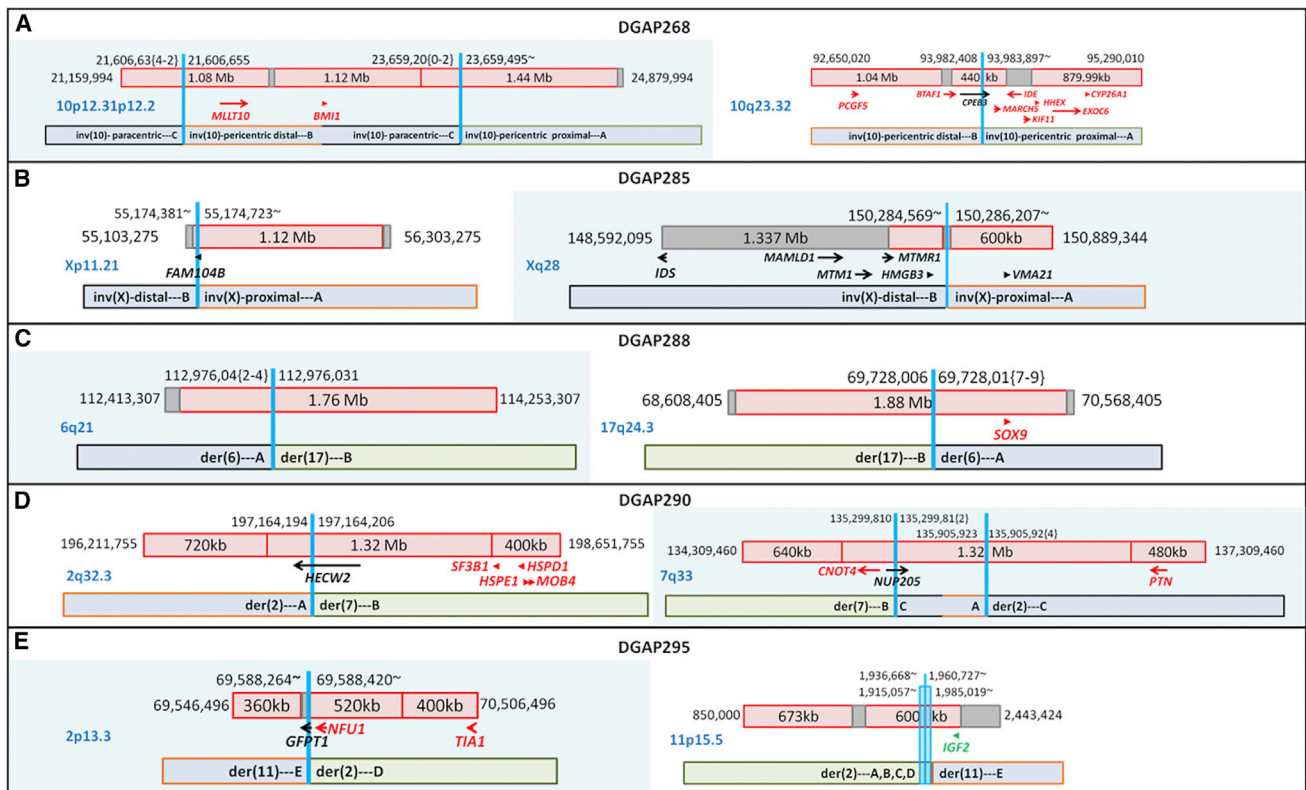 A
DGAP268
21,606,63{4-2} 21,606,655 23,659,20{0-2} 23,659,495~
21,159,994 1.08 Mb 1.12 Mb 1.44 Mb 24,879,994
10p12.31p12.2
MLLT10 BMI1
inv(10)- paracentric---C inv(10)-pericentric distal---B inv(10)- paracentric---C inv(10)-pericentric proximal---A
92,650,020 93,982,408 93,983,897~ 95,290,010
1.04 Mb 440 kb 879.99kb
10q23.32
PCGF5 BTAF1 CPEB3 IDE CYP26A1
MARCH5 HHEX
KIF11 EXOC6
inv(10)-pericentric distal---B inv(10)-pericentric proximal---A
B
DGAP285
55,174,381~ 55,174,723~
55,103,275 1.12 Mb 56,303,275
Xp11.21
FAM104B
inv(X)-distal---B inv(X)-proximal---A
150,284,569~ 150,286,207~
148,592,095 1.337 Mb 600kb 150,889,344
Xq28
IDS MAMLD1 MTMR1
MTM1 HMGB3 VMA21
inv(X)-distal---B inv(X)-proximal---A
C
DGAP288
112,976,04{2-4} 112,976,031
112,413,307 1.76 Mb 114,253,307
6q21
der(6)---A der(17)---B
69,728,006 69,728,01{7-9}
68,608,405 1.88 Mb 70,568,405
17q24.3
SOX9
der(17)---B der(6)---A
D
DGAP290
197,164,194 197,164,206
196,211,755 720kb 1.32 Mb 400kb 198,651,755
2q32.3
HECW2 SF3B1 HSPD1
HSPE1 MOB4
der(2)---A der(7)---B
135,299,810 135,299,81{2}
135,905,923 135,905,92{4}
134,309,460 640kb 1.32 Mb 480kb 137,309,460
7q33
CNOT4 NUP205 PTN
der(7)---B C A der(2)---C
E
DGAP295
69,588,264~ 69,588,420~
69,546,496 360kb 520kb 400kb 70,506,496
2p13.3
GFPT1 NFU1 TIA1
der(11)---E der(2)---D
1,936,668~ 1,960,727~
1,915,057~ 1,985,019~
850,000 673kb 600 kb 2,443,424
11p15.5
IGF2
der(2)---A,B,C,D der(11)---E